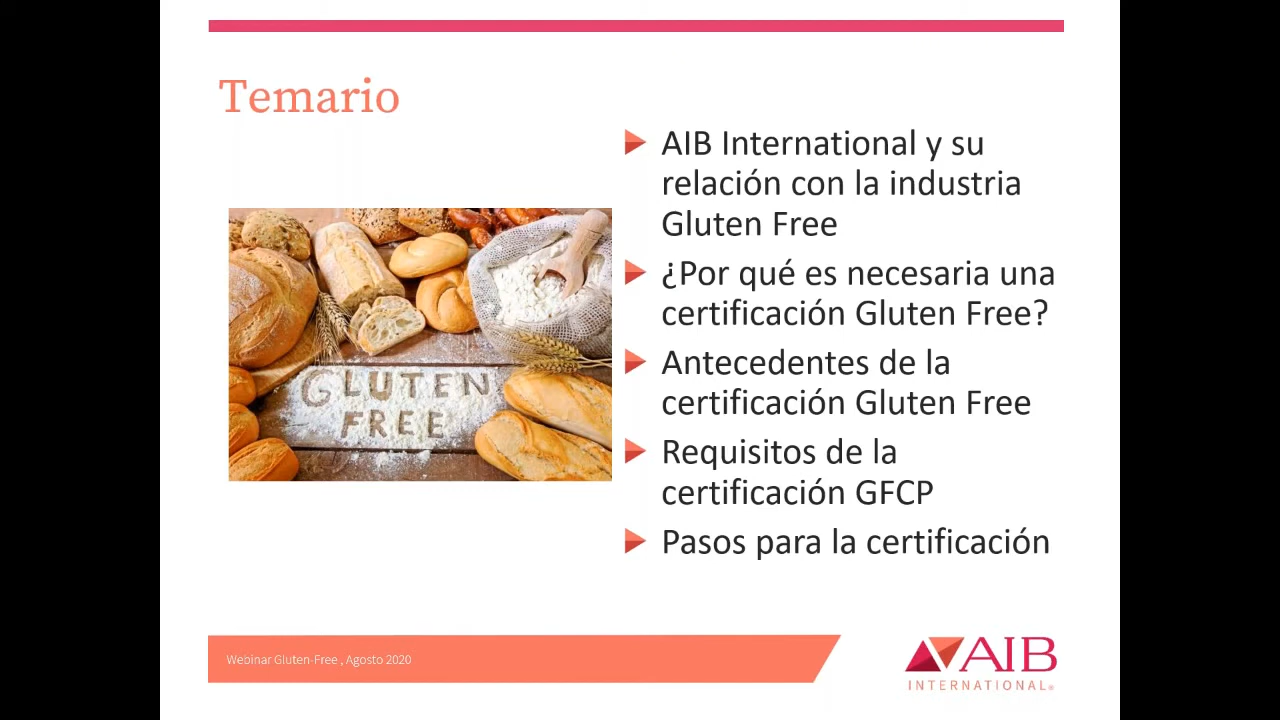 Temario
AIB International y su
relación con la industria
Gluten Free
¿Por qué es necesaria una
certificación Gluten Free?
Antecedentes de la
certificación Gluten Free
Requisitos de la
certificación GFCP
Pasos para la certificación
GLUTEN
FREE
Webinar Gluten-Free , Agosto 2020
AIB
INTERNATIONAL®